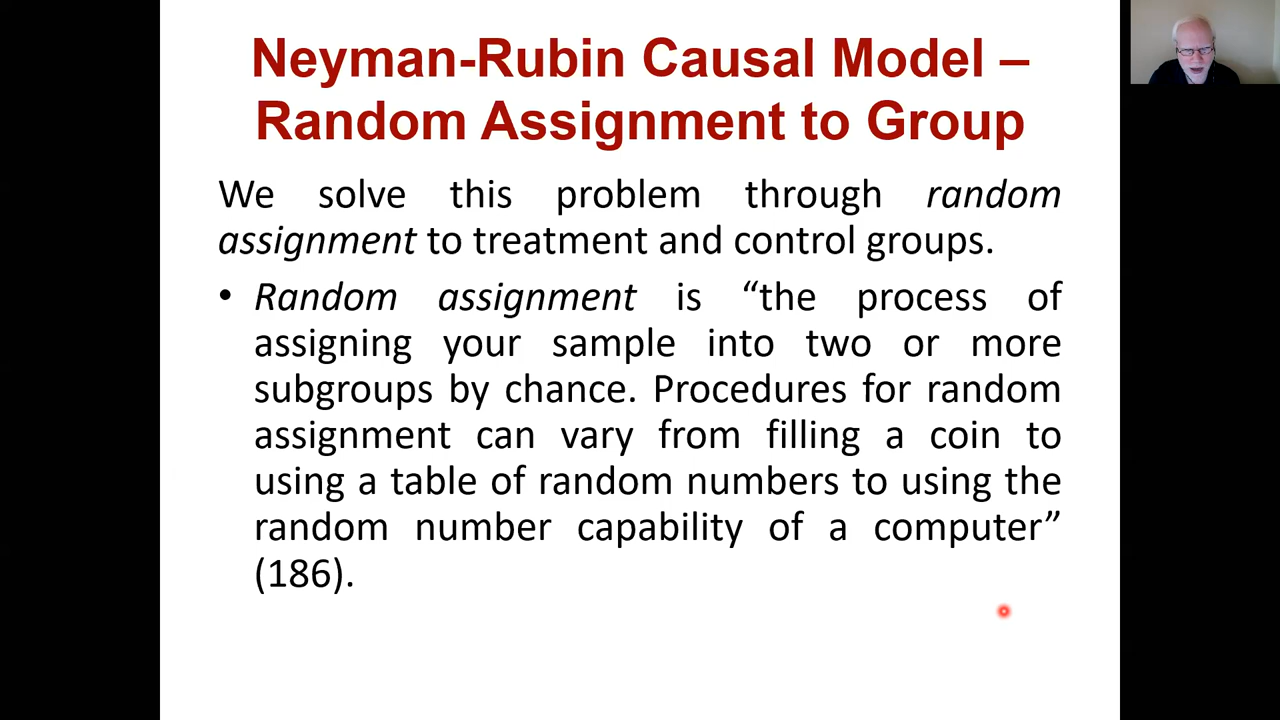 Neyman-Rubin Causal Model –
Random Assignment to Group
We solve this problem through random
assignment to treatment and control groups.
• Random assignment is “the process of
assigning your sample into two or more
subgroups by chance. Procedures for random
assignment can vary from filling a coin to
using a table of random numbers to using the
random number capability of a computer”
(186).